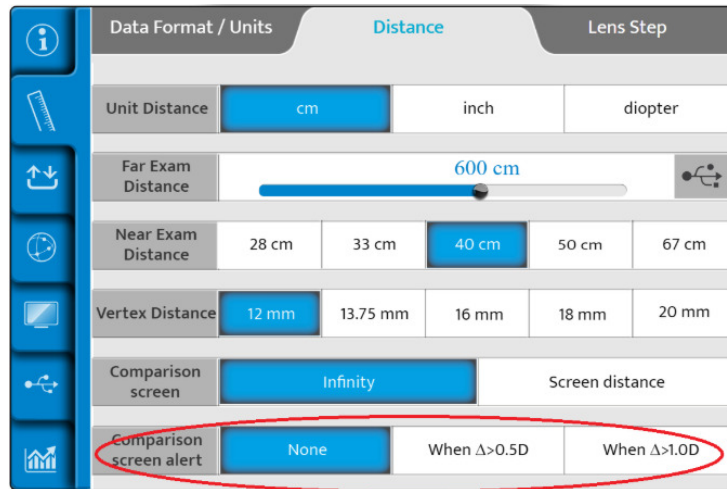 Data Format / Units
Distance
Lens Step
Unit Distance
cm
inch
diopter
Far Exam
Distance
600 cm
Near Exam
Distance
28 cm
33 cm
40 cm
50 cm
67 cm
Vertex Distance
12 mm
13.75 mm
16 mm
18 mm
20 mm
Comparison
screen
Infinity
Screen distance
Comparison
screen alert
None
When Δ>0.5D
When Δ>1.0D